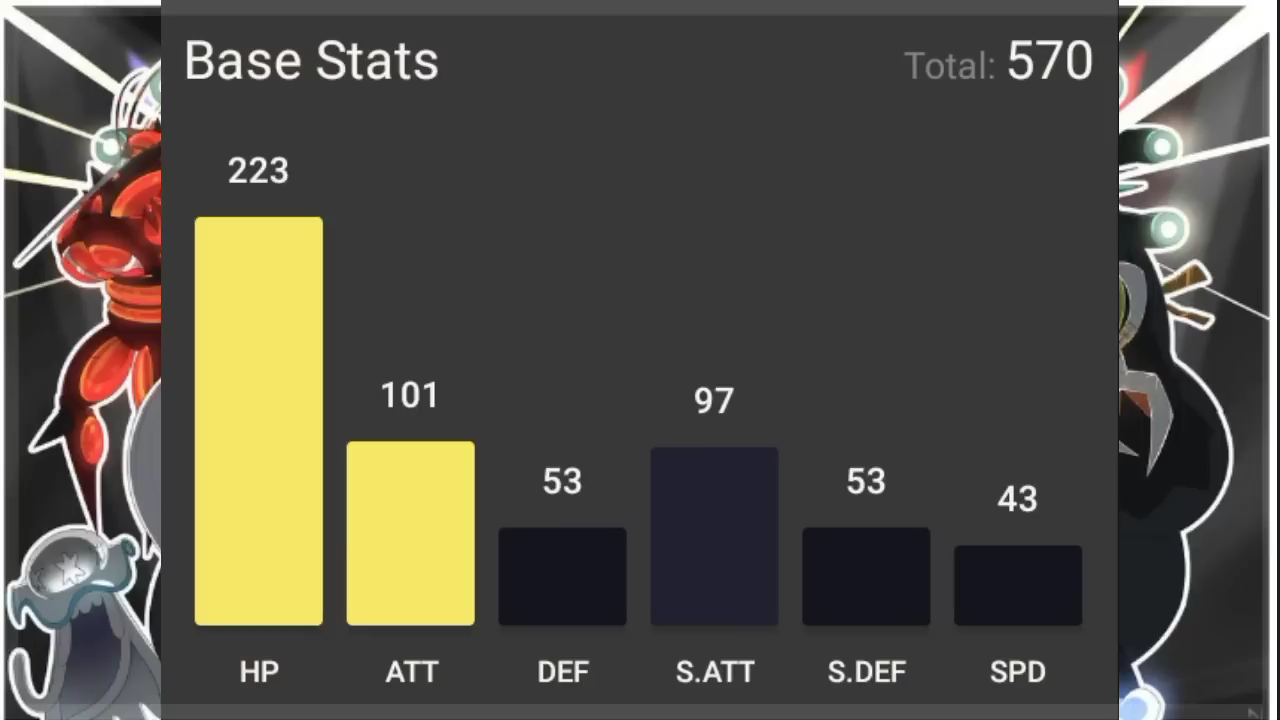 Base Stats
Total: 570
223
101
53
97
53
43
HP
ATT
DEF
S.ATT
S.DEF
SPD